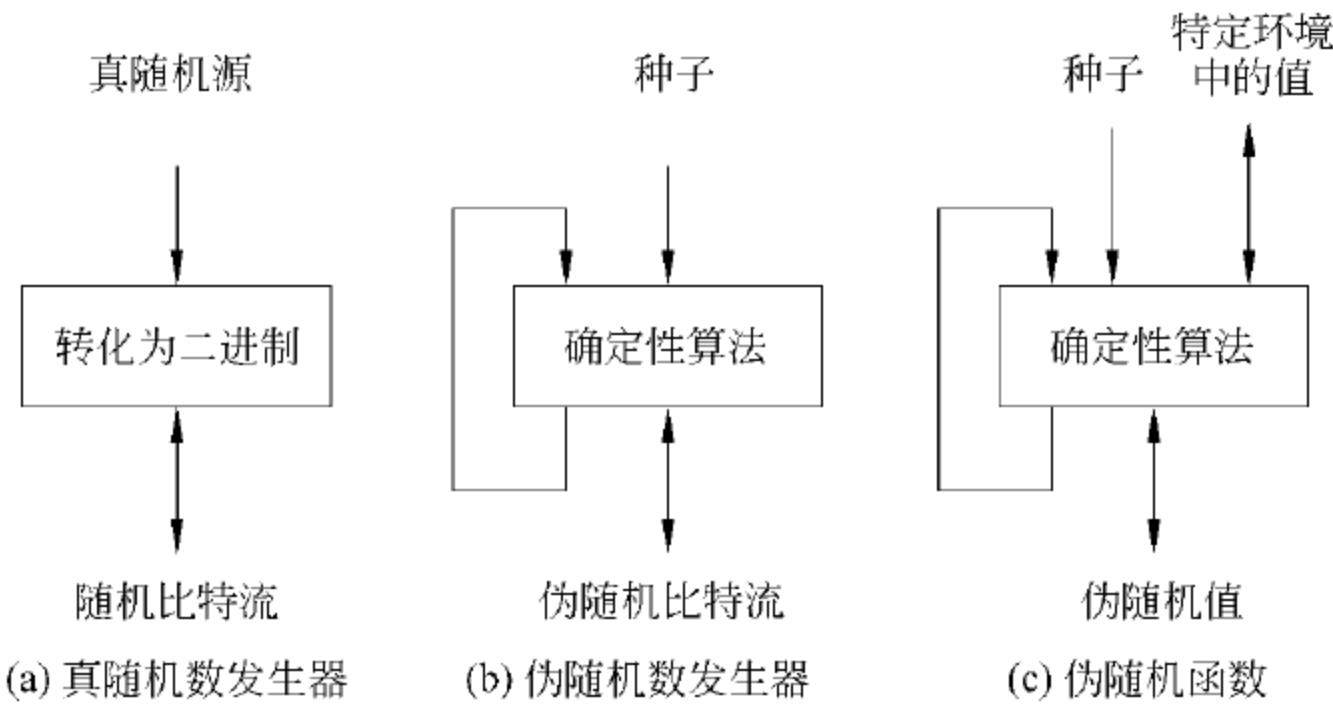 真随机源
种子
种子
特定环境
中的值
转化为二进制
确定性算法
确定性算法
随机比特流
伪随机比特流
伪随机值
(a) 真随机数发生器
(b) 伪随机数发生器
(c) 伪随机函数